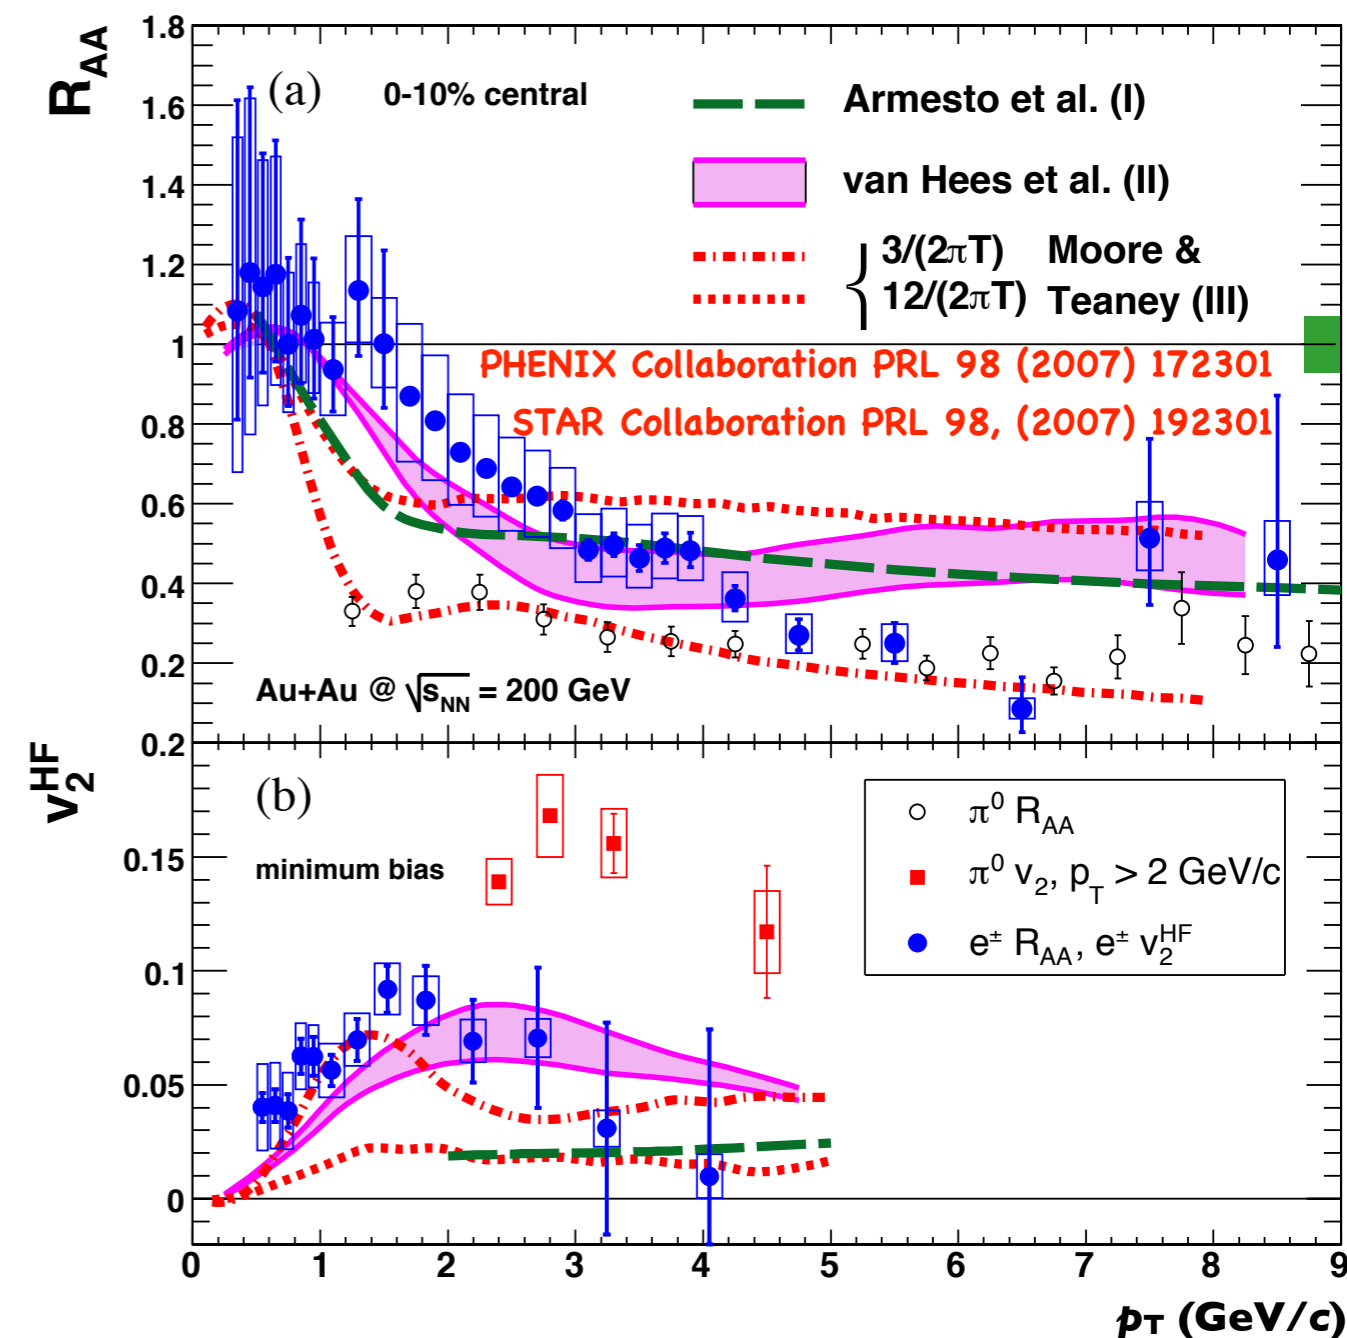 R_AA
1.8
1.6
1.4
1.2
1
0.8
0.6
0.4
0.2
(a)
0-10% central
Armesto et al. (I)
van Hees et al. (II)
3/(2πT) Moore &
12/(2πT) Teaney (III)
PHENIX Collaboration PRL 98 (2007) 172301
STAR Collaboration PRL 98, (2007) 192301
Au+Au @ √s_NN = 200 GeV
v_2^HF
0.2
0.15
0.1
0.05
0
(b)
minimum bias
π⁰ R_AA
π⁰ v_2, p_T > 2 GeV/c
e± R_AA, e± v_2^HF
0 1 2 3 4 5 6 7 8 9
p_T (GeV/c)